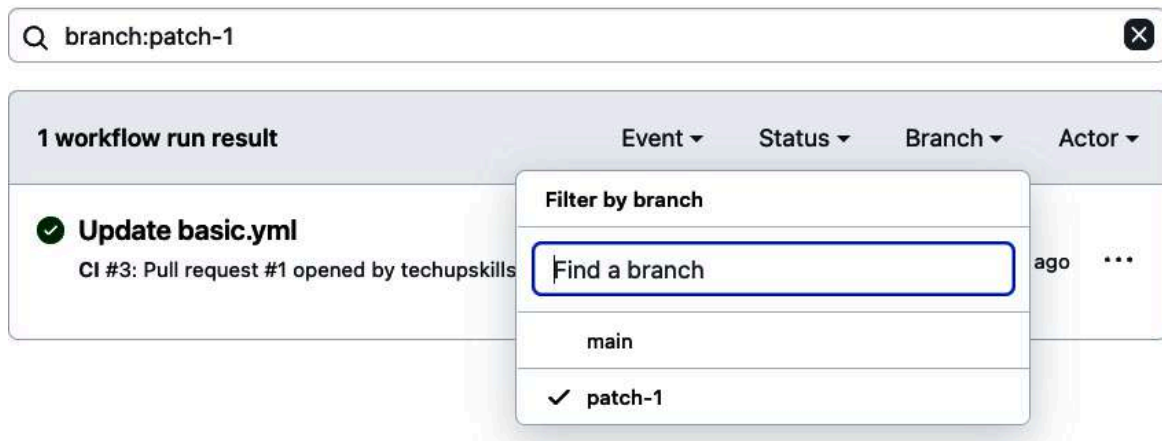 branch:patch-1
1 workflow run result
Event
Status
Branch
Actor
Filter by branch
Update basic.yml
Find a branch
CI #3: Pull request #1 opened by techupskills
ago
main
patch-1